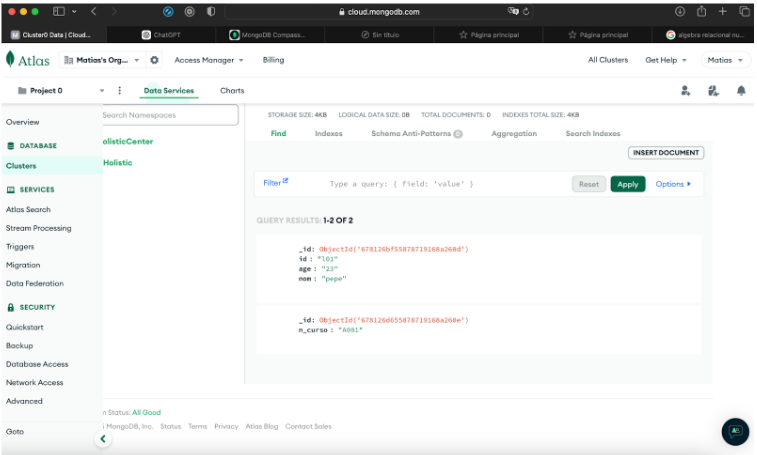 cloud.mongodb.com
Cluster0 Data | Cloud...
ChatGPT
MongoDB Compass...
Sin título
Página principal
Página principal
algebra relacional nu...
Atlas
Matias's Org...
Access Manager
Billing
All Clusters
Get Help
Matias
Project 0
Data Services
Charts
Overview
DATABASE
Clusters
SERVICES
Atlas Search
Stream Processing
Triggers
Migration
Data Federation
SECURITY
Quickstart
Backup
Database Access
Network Access
Advanced
Goto
Search Namespaces
olisticCenter
Holistic
STORAGE SIZE: 4KB LOGICAL DATA SIZE: 0B TOTAL DOCUMENTS: 0 INDEXES TOTAL SIZE: 4KB
Find Indexes Schema Anti-Patterns 0 Aggregation Search Indexes
INSERT DOCUMENT
Filter Type a query: { field: 'value' } Reset Apply Options
QUERY RESULTS: 1-2 OF 2
_id: ObjectId('678126bf55878719168a260d')
id : "101"
age : "23"
nom : "pepe"
_id: ObjectId('678126d655878719168a260e')
n_curso : "A001"
m Status: All Good
MongoDB, Inc. Status Terms Privacy Atlas Blog Contact Sales